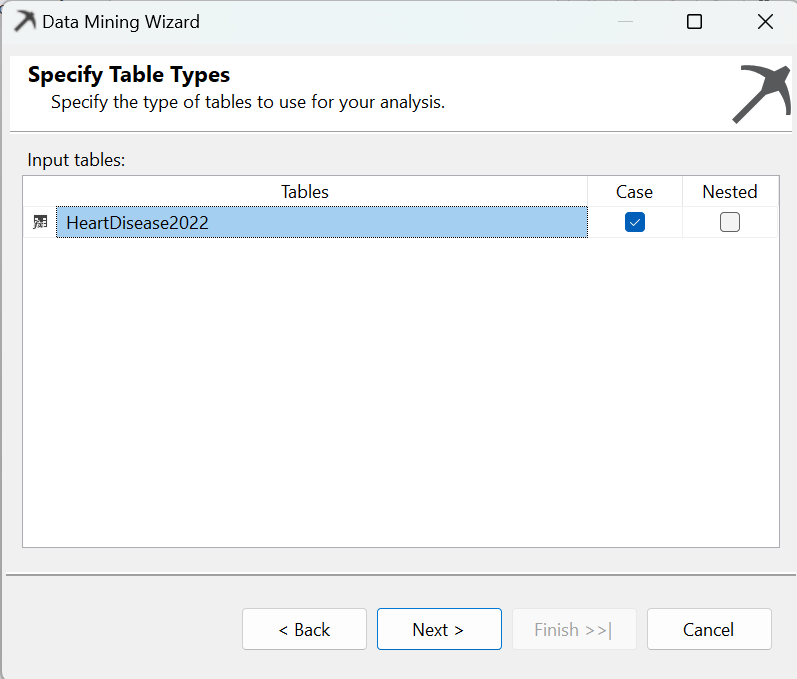 Data Mining Wizard
Specify Table Types
Specify the type of tables to use for your analysis.
Input tables:
Tables Case Nested
HeartDisease2022
< Back Next > Finish >>| Cancel